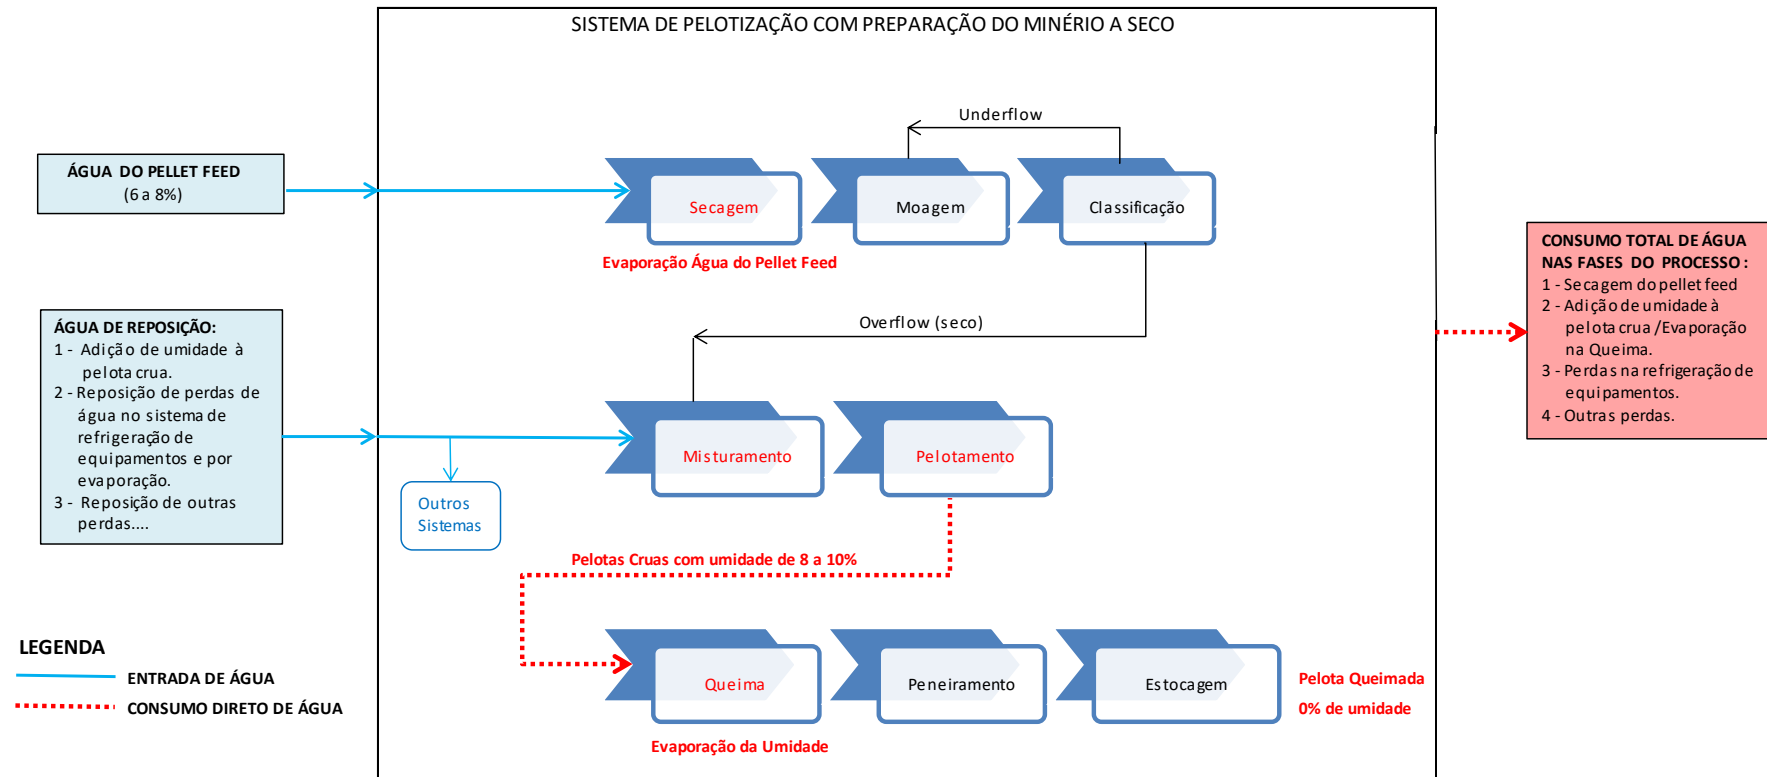 SISTEMA DE PELOTIZAÇÃO COM PREPARAÇÃO DO MINÉRIO A SECO
Underflow
ÁGUA DO PELLET FEED
(6 a 8%)
Secagem
Moagem
Classificação
Evaporação Água do Pellet Feed
CONSUMO TOTAL DE ÁGUA
NAS FASES DO PROCESSO :
1 - Secagem do pellet feed
2 - Adição de umidade à
pelota crua /Evaporação
na Queima.
3 - Perdas na refrigeração de
equipamentos.
4 - Outras perdas.
Overflow (seco)
ÁGUA DE REPOSIÇÃO:
1 - Adição de umidade à
pelota crua.
2 - Reposição de perdas de
água no sistema de
refrigeração de
equipamentos e por
evaporação.
3 - Reposição de outras
perdas....
Misturamento
Pelotamento
Outros
Sistemas
Pelotas Cruas com umidade de 8 a 10%
Queima
Peneiramento
Estocagem
Pelota Queimada
0% de umidade
Evaporação da Umidade
LEGENDA
ENTRADA DE ÁGUA
CONSUMO DIRETO DE ÁGUA